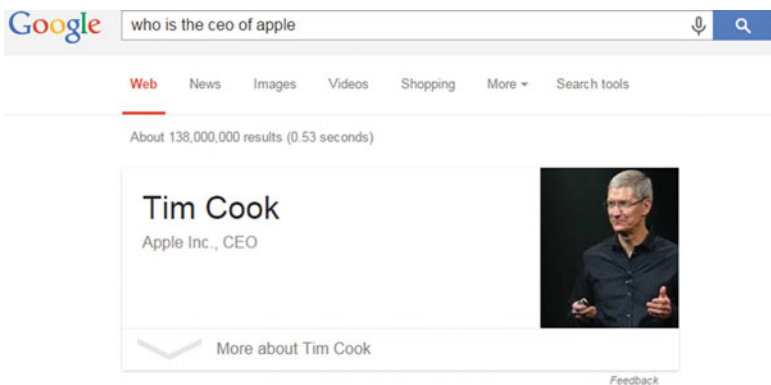 Google who is the ceo of apple
Web News Images Videos Shopping More Search tools
About 138,000,000 results (0.53 seconds)
Tim Cook
Apple Inc., CEO
More about Tim Cook
Feedback